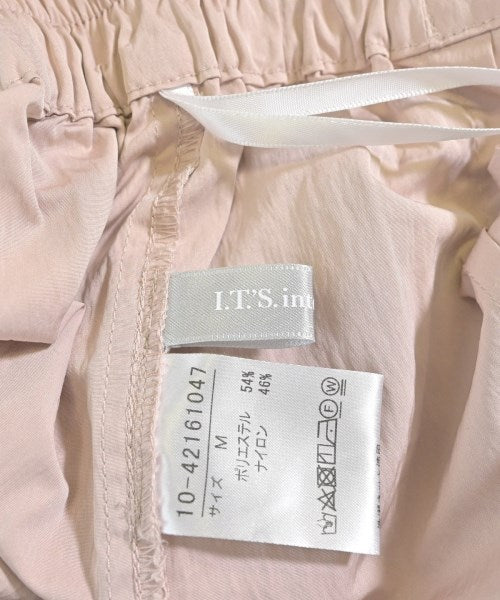 I.T.'S. int
10-42161047
サイズ M
ポリエステル 54%
ナイロン 46%
F W